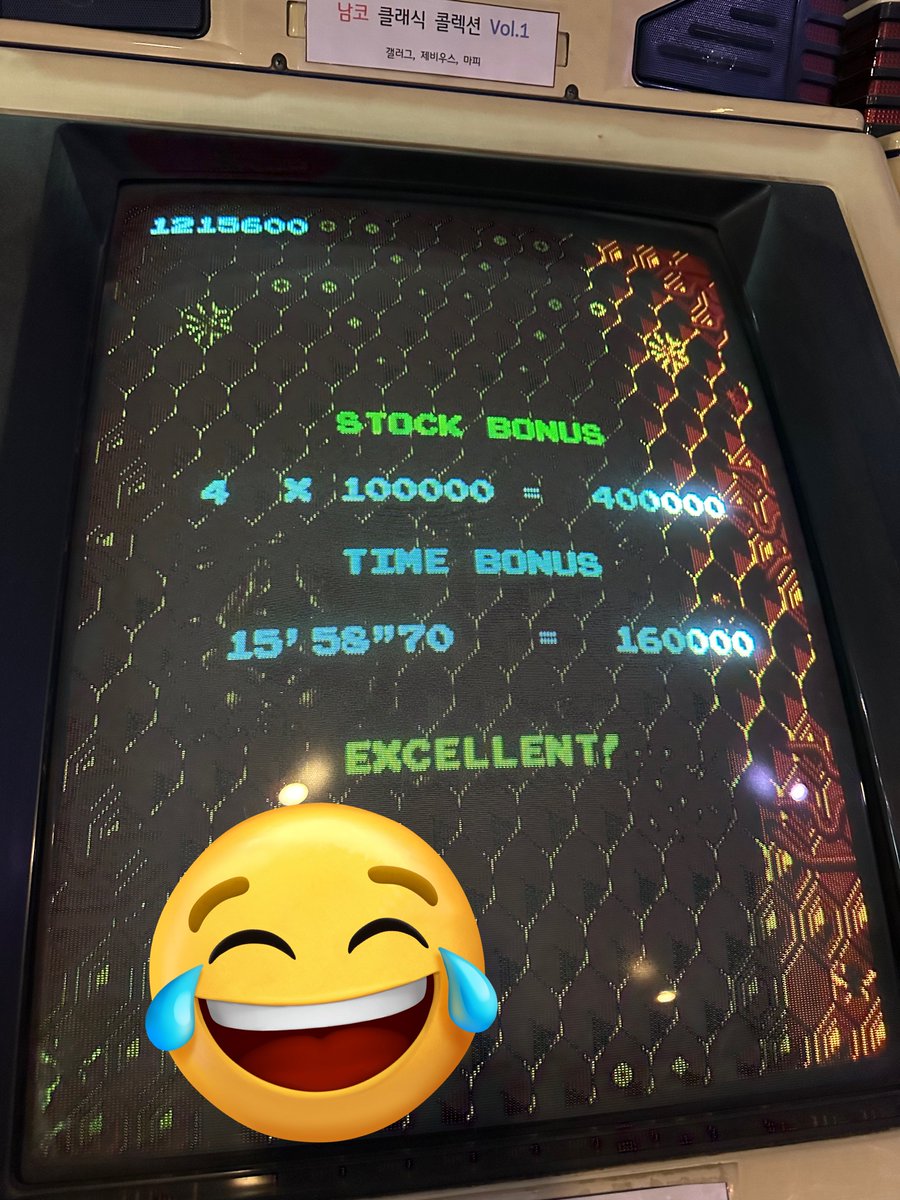 남코 클래식 콜렉션 Vol.1
갤러그, 제비우스, 마피
1215600
STOCK BONUS
4 × 100000 = 400000
TIME BONUS
15'58"70 = 160000
EXCELLENT!